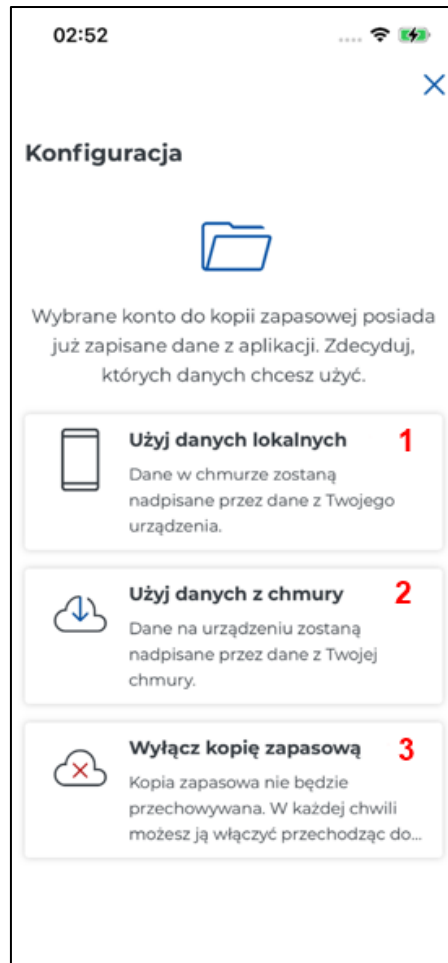 02:52
Konfiguracja
Wybrane konto do kopii zapasowej posiada
już zapisane dane z aplikacji. Zdecyduj,
których danych chcesz użyć.
Użyj danych lokalnych 1
Dane w chmurze zostaną
nadpisane przez dane z Twojego
urządzenia.
Użyj danych z chmury 2
Dane na urządzeniu zostaną
nadpisane przez dane z Twojej
chmury.
Wyłącz kopię zapasową 3
Kopia zapasowa nie będzie
przechowywana. W każdej chwili
możesz ją włączyć przechodząc do...